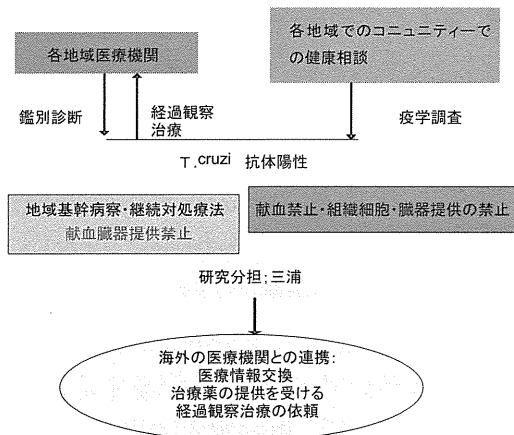 各地域医療機関
各地域でのコニュニティーで
の健康相談
鑑別診断
経過観察
治療
疫学調査
T.cruzi 抗体陽性
地域基幹病察・継続対処療法
献血臓器提供禁止
献血禁止・組織細胞・臓器提供の禁止
研究分担;三浦
海外の医療機関との連携:
医療情報交換
治療薬の提供を受ける
経過観察治療の依頼